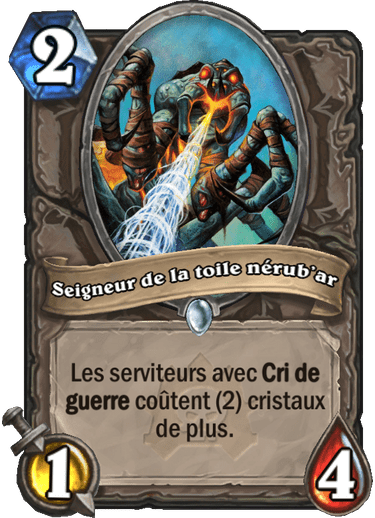 2
Seigneur de la toile nérub'ar
Les serviteurs avec Cri de
guerre coûtent (2) cristaux
de plus.
1
4